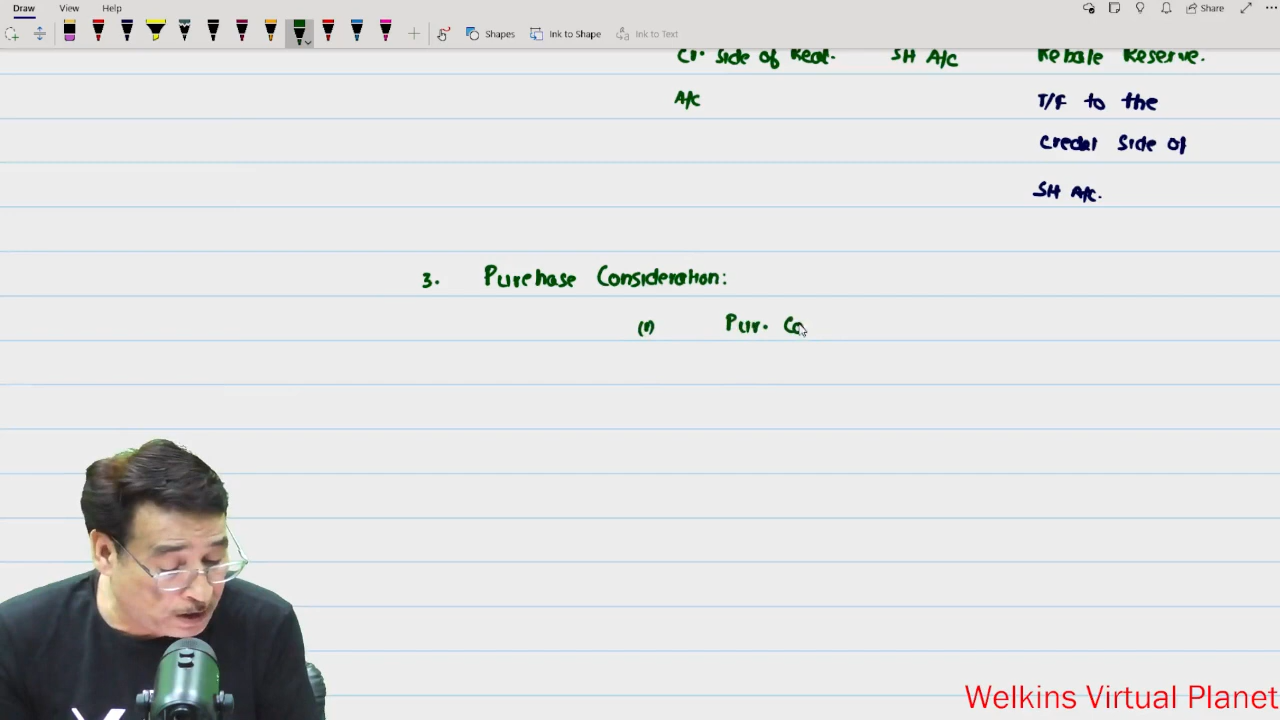 Draw View Help
Share
Shapes Ink to Shape Ink to Text
Cr. Side of Real. SH A/c Rebate Reserve.
A/c T/F to the
Credit Side of
SH A/c.
3. Purchase Consideration:
(1) Pur. Co
Welkins Virtual Planet